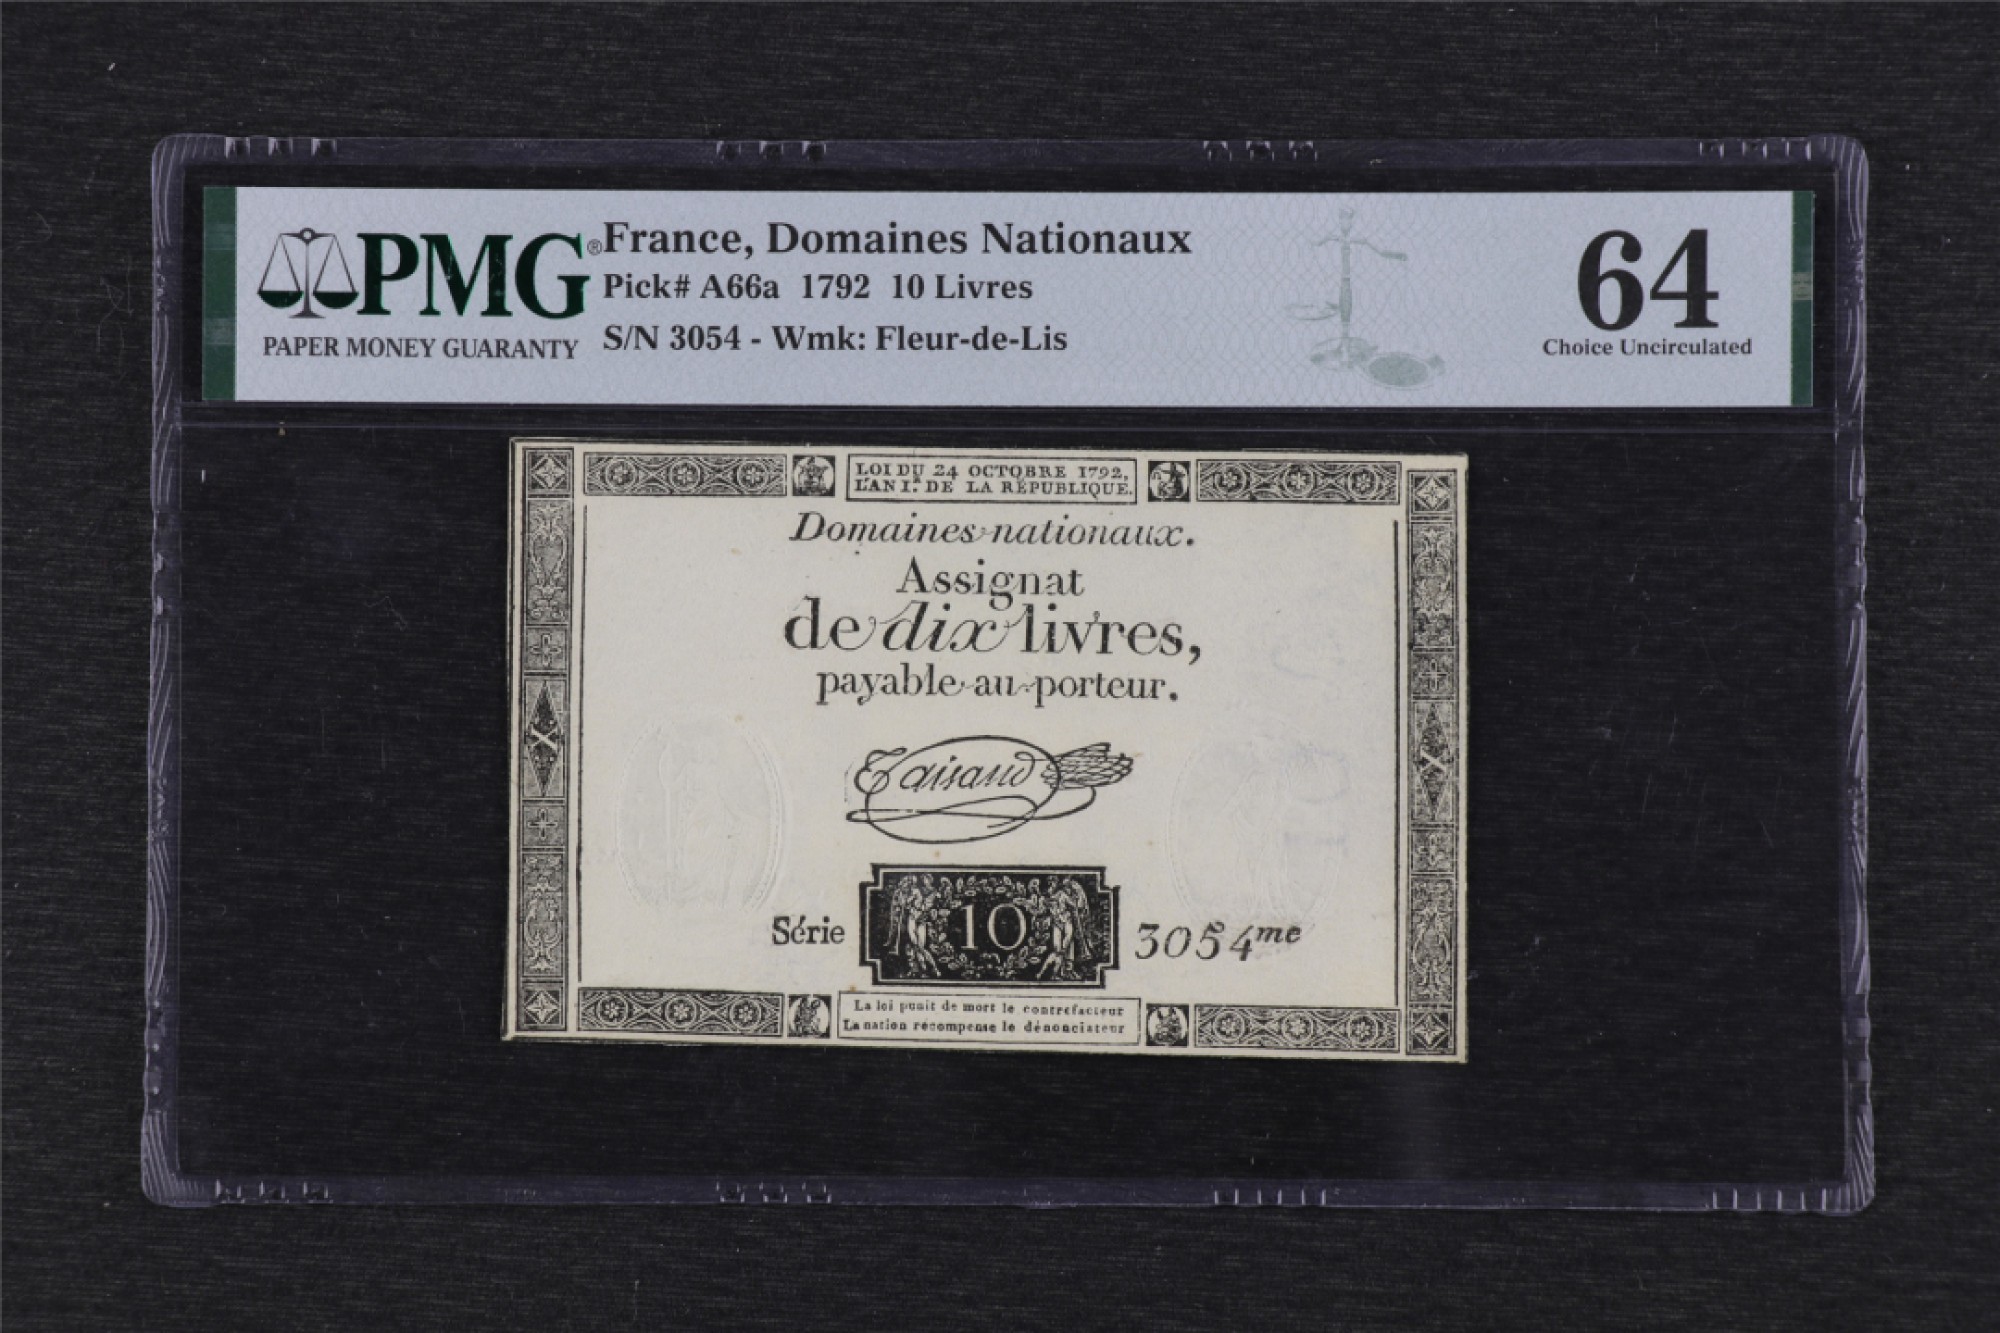 PMG®
PAPER MONEY GUARANTY
France, Domaines Nationaux
Pick# A66a 1792 10 Livres
S/N 3054 - Wmk: Fleur-de-Lis
64
Choice Uncirculated
LOI DU 24 OCTOBRE 1792,
L'AN I.er DE LA RÉPUBLIQUE.
Domaines nationaux.
Assignat
de dix livres,
payable au porteur.
Taisaud
Série 10 3054me
La loi punit de mort le contrefacteur
La nation récompense le dénonciateur